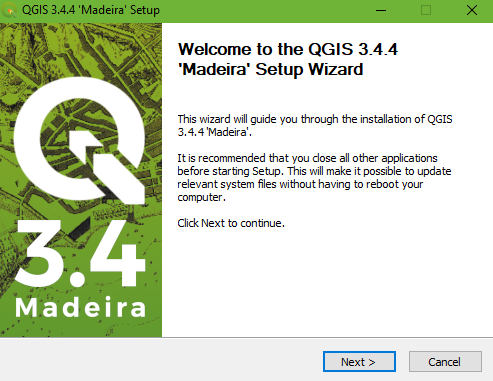 QGIS 3.4.4 'Madeira' Setup
Welcome to the QGIS 3.4.4
'Madeira' Setup Wizard
This wizard will guide you through the installation of QGIS
3.4.4 'Madeira'.
It is recommended that you close all other applications
before starting Setup. This will make it possible to update
relevant system files without having to reboot your
computer.
Click Next to continue.
3.4
Madeira
Next >
Cancel